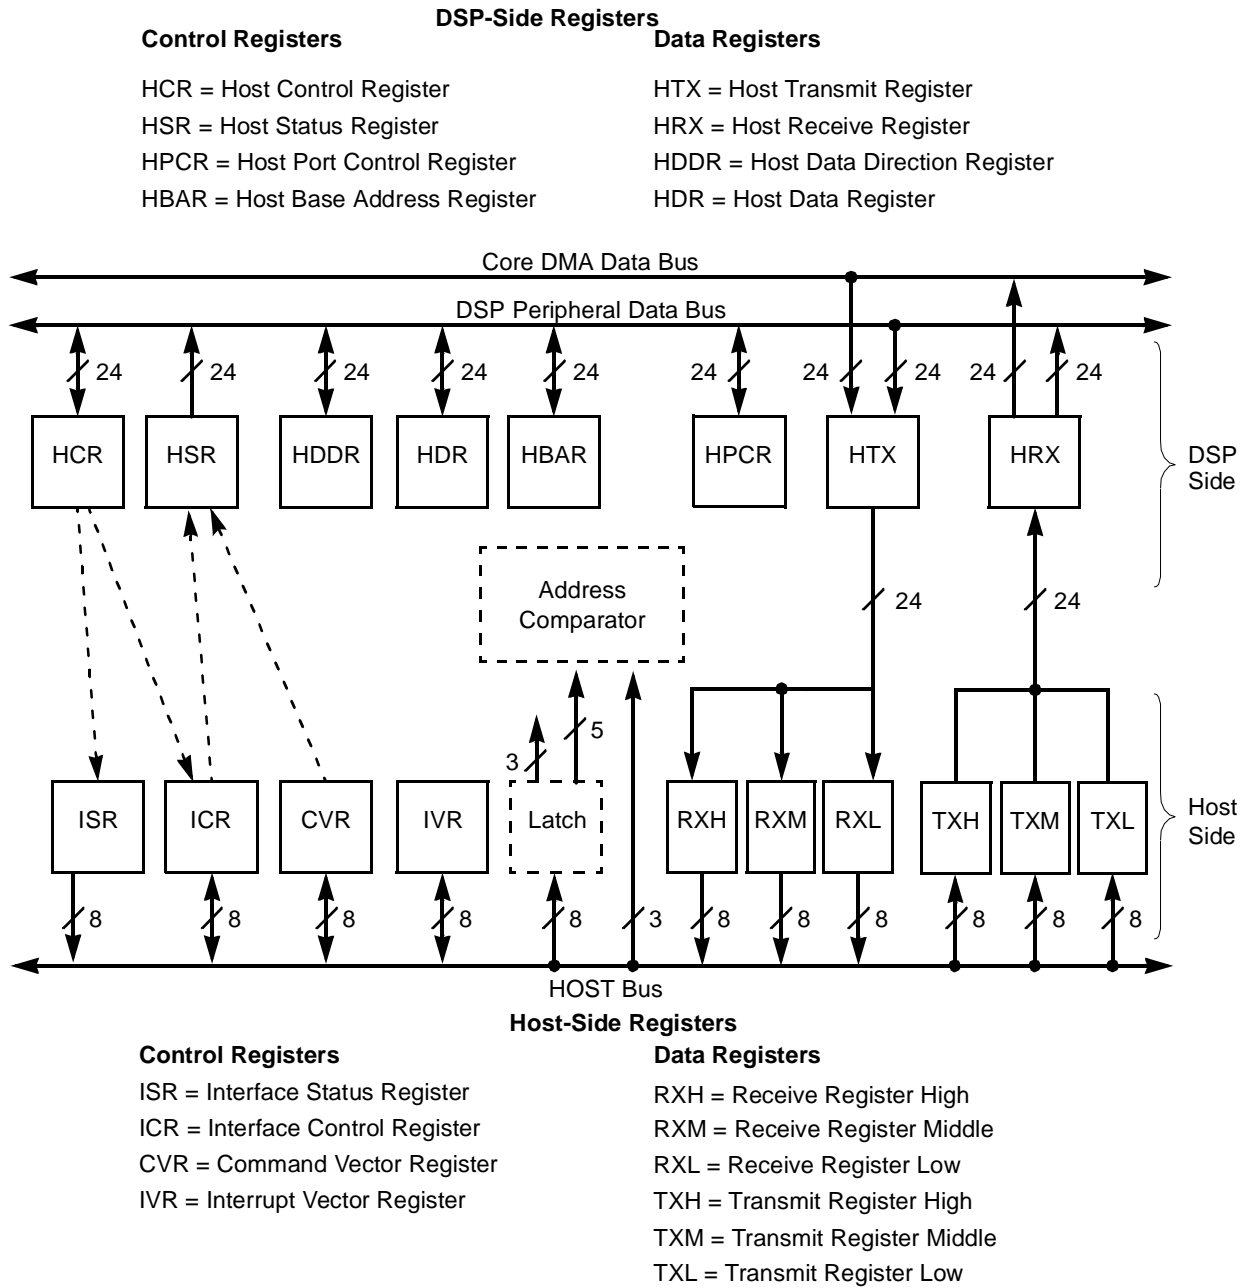 DSP-Side Registers
Control Registers
Data Registers
HCR = Host Control Register
HTX = Host Transmit Register
HSR = Host Status Register
HRX = Host Receive Register
HPCR = Host Port Control Register
HDDR = Host Data Direction Register
HBAR = Host Base Address Register
HDR = Host Data Register
Core DMA Data Bus
DSP Peripheral Data Bus
24
24
24
24
24
24
24
24
24
24
HCR
HSR
HDDR
HDR
HBAR
HPCR
HTX
HRX
DSP
Side
Address
Comparator
24
24
5
3
ISR
ICR
CVR
IVR
Latch
RXH
RXM
RXL
TXH
TXM
TXL
Host
Side
8
8
8
8
8
3
8
8
8
8
8
8
HOST Bus
Host-Side Registers
Control Registers
Data Registers
ISR = Interface Status Register
RXH = Receive Register High
ICR = Interface Control Register
RXM = Receive Register Middle
CVR = Command Vector Register
RXL = Receive Register Low
IVR = Interrupt Vector Register
TXH = Transmit Register High
TXM = Transmit Register Middle
TXL = Transmit Register Low